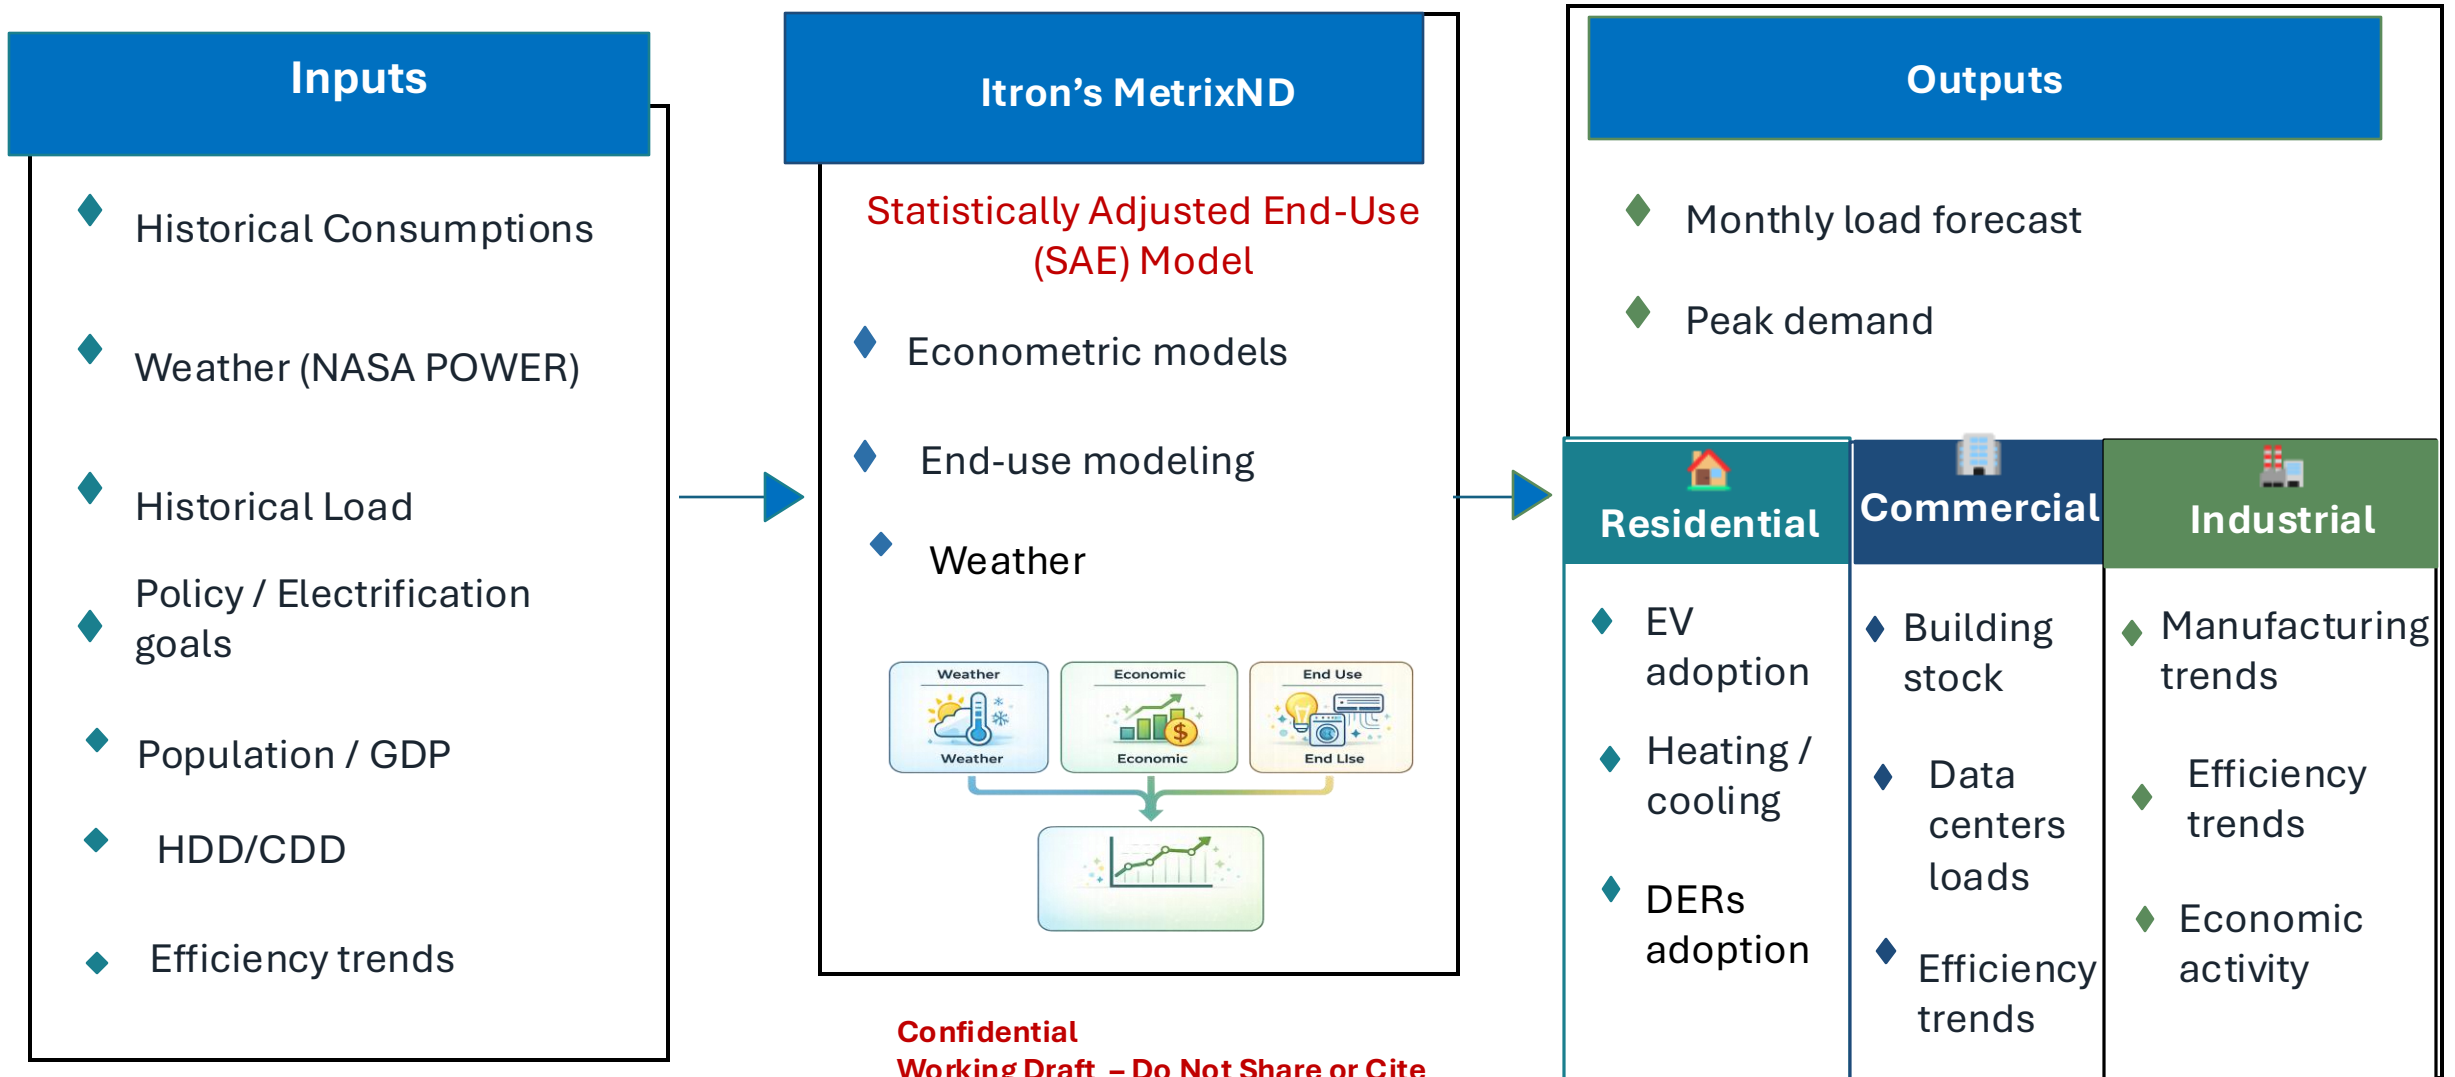 Inputs
Historical Consumptions
Weather (NASA POWER)
Historical Load
Policy / Electrification
goals
Population / GDP
HDD/CDD
Efficiency trends
Itron’s MetrixND
Statistically Adjusted End-Use
(SAE) Model
Econometric models
End-use modeling
Weather
Weather
Weather
Economic
Economic
End Use
End LIse
Confidential
Working Draft – Do Not Share or Cite
Outputs
Monthly load forecast
Peak demand
Residential
EV
adoption
Heating /
cooling
DERs
adoption
Commercial
Building
stock
Data
centers
loads
Efficiency
trends
Industrial
Manufacturing
trends
Efficiency
trends
Economic
activity